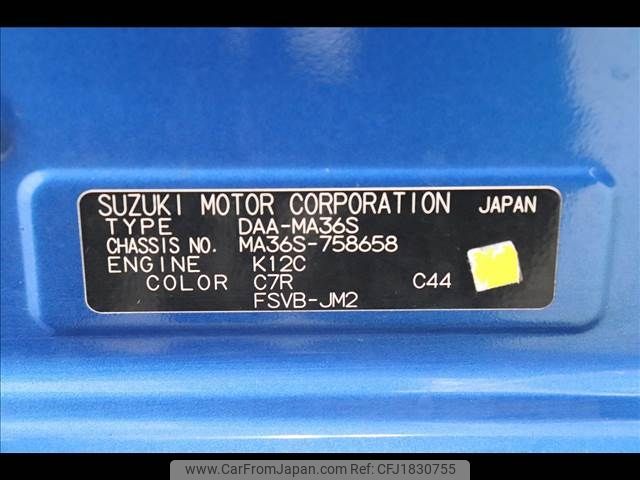 SUZUKI MOTOR CORPORATION JAPAN
TYPE DAA-MA36S
CHASSIS NO. MA36S-758658
ENGINE K12C
COLOR C7R C44
FSVB-JM2
www.CarFromJapan.com CFJ1830755